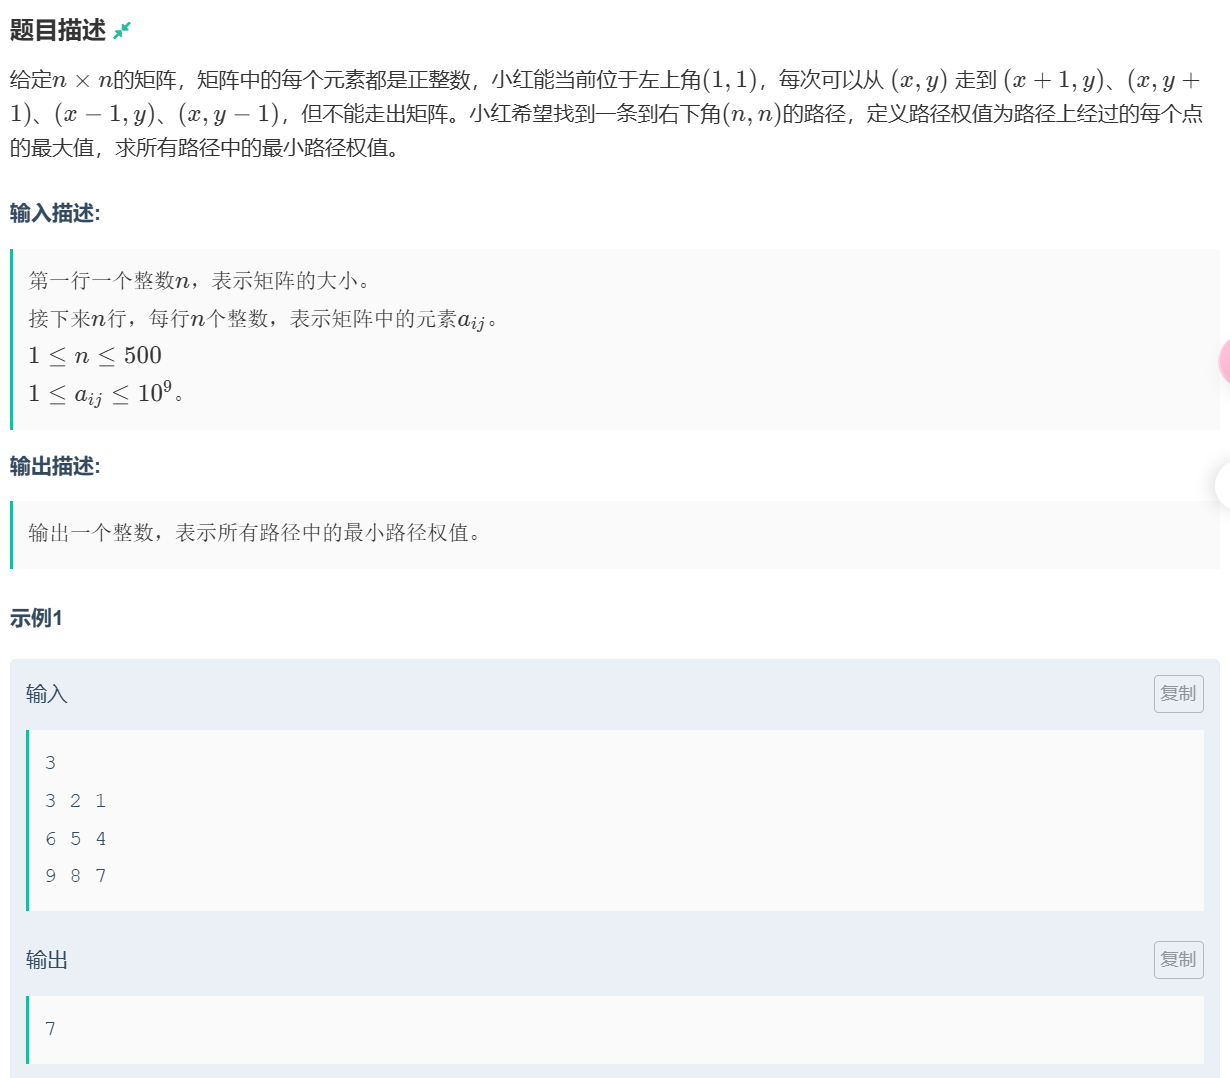 题目描述
给定n × n的矩阵，矩阵中的每个元素都是正整数，小红能当前位于左上角(1, 1)，每次可以从 (x, y) 走到 (x + 1, y)、(x, y +
1)、(x − 1, y)、(x, y − 1)，但不能走出矩阵。小红希望找到一条到右下角(n, n)的路径，定义路径权值为路径上经过的每个点
的最大值，求所有路径中的最小路径权值。
输入描述:
第一行一个整数n，表示矩阵的大小。
接下来n行，每行n个整数，表示矩阵中的元素a_{ij}。
1 ≤ n ≤ 500
1 ≤ a_{ij} ≤ 10^9。
输出描述:
输出一个整数，表示所有路径中的最小路径权值。
示例1
输入
复制
3
3 2 1
6 5 4
9 8 7
输出
复制
7